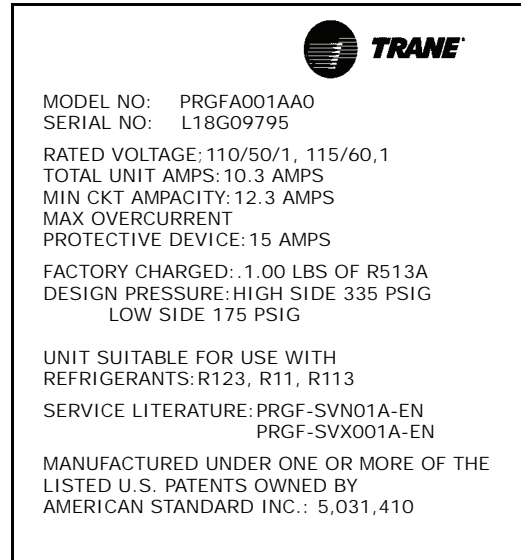 TRANE
MODEL NO: PRGFA001AA0
SERIAL NO: L18G09795
RATED VOLTAGE;110/50/1, 115/60,1
TOTAL UNIT AMPS:10.3 AMPS
MIN CKT AMPACITY:12.3 AMPS
MAX OVERCURRENT
PROTECTIVE DEVICE:15 AMPS
FACTORY CHARGED:.1.00 LBS OF R513A
DESIGN PRESSURE:HIGH SIDE 335 PSIG
LOW SIDE 175 PSIG
UNIT SUITABLE FOR USE WITH
REFRIGERANTS:R123, R11, R113
SERVICE LITERATURE:PRGF-SVN01A-EN
PRGF-SVX001A-EN
MANUFACTURED UNDER ONE OR MORE OF THE
LISTED U.S. PATENTS OWNED BY
AMERICAN STANDARD INC.: 5,031,410